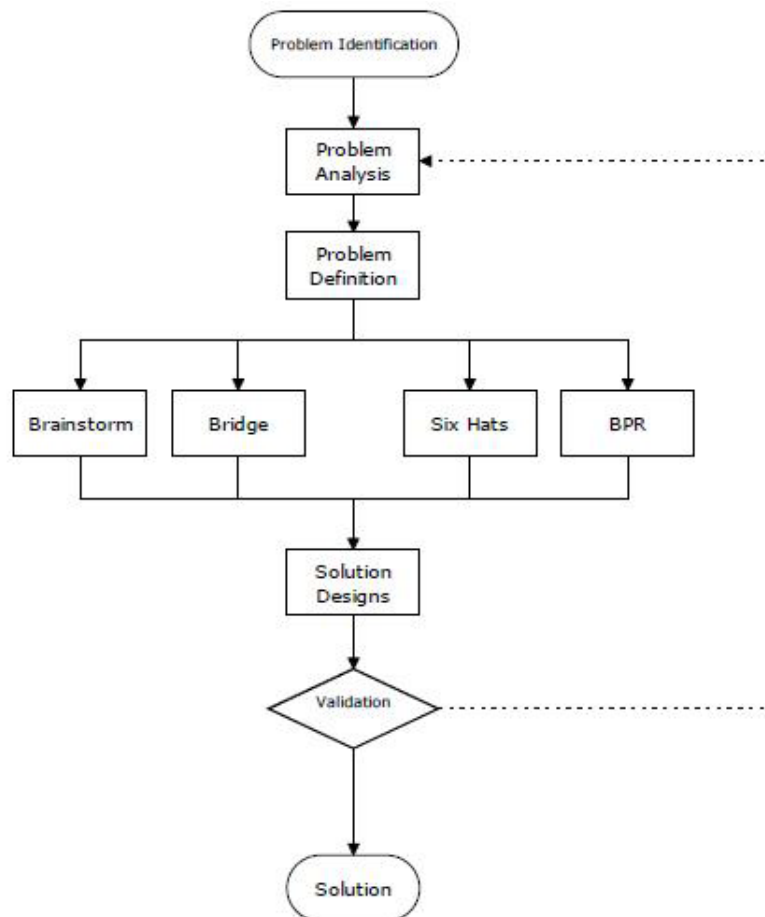 Problem Identification
Problem
Analysis
Problem
Definition
Brainstorm
Bridge
Six Hats
BPR
Solution
Designs
Validation
Solution